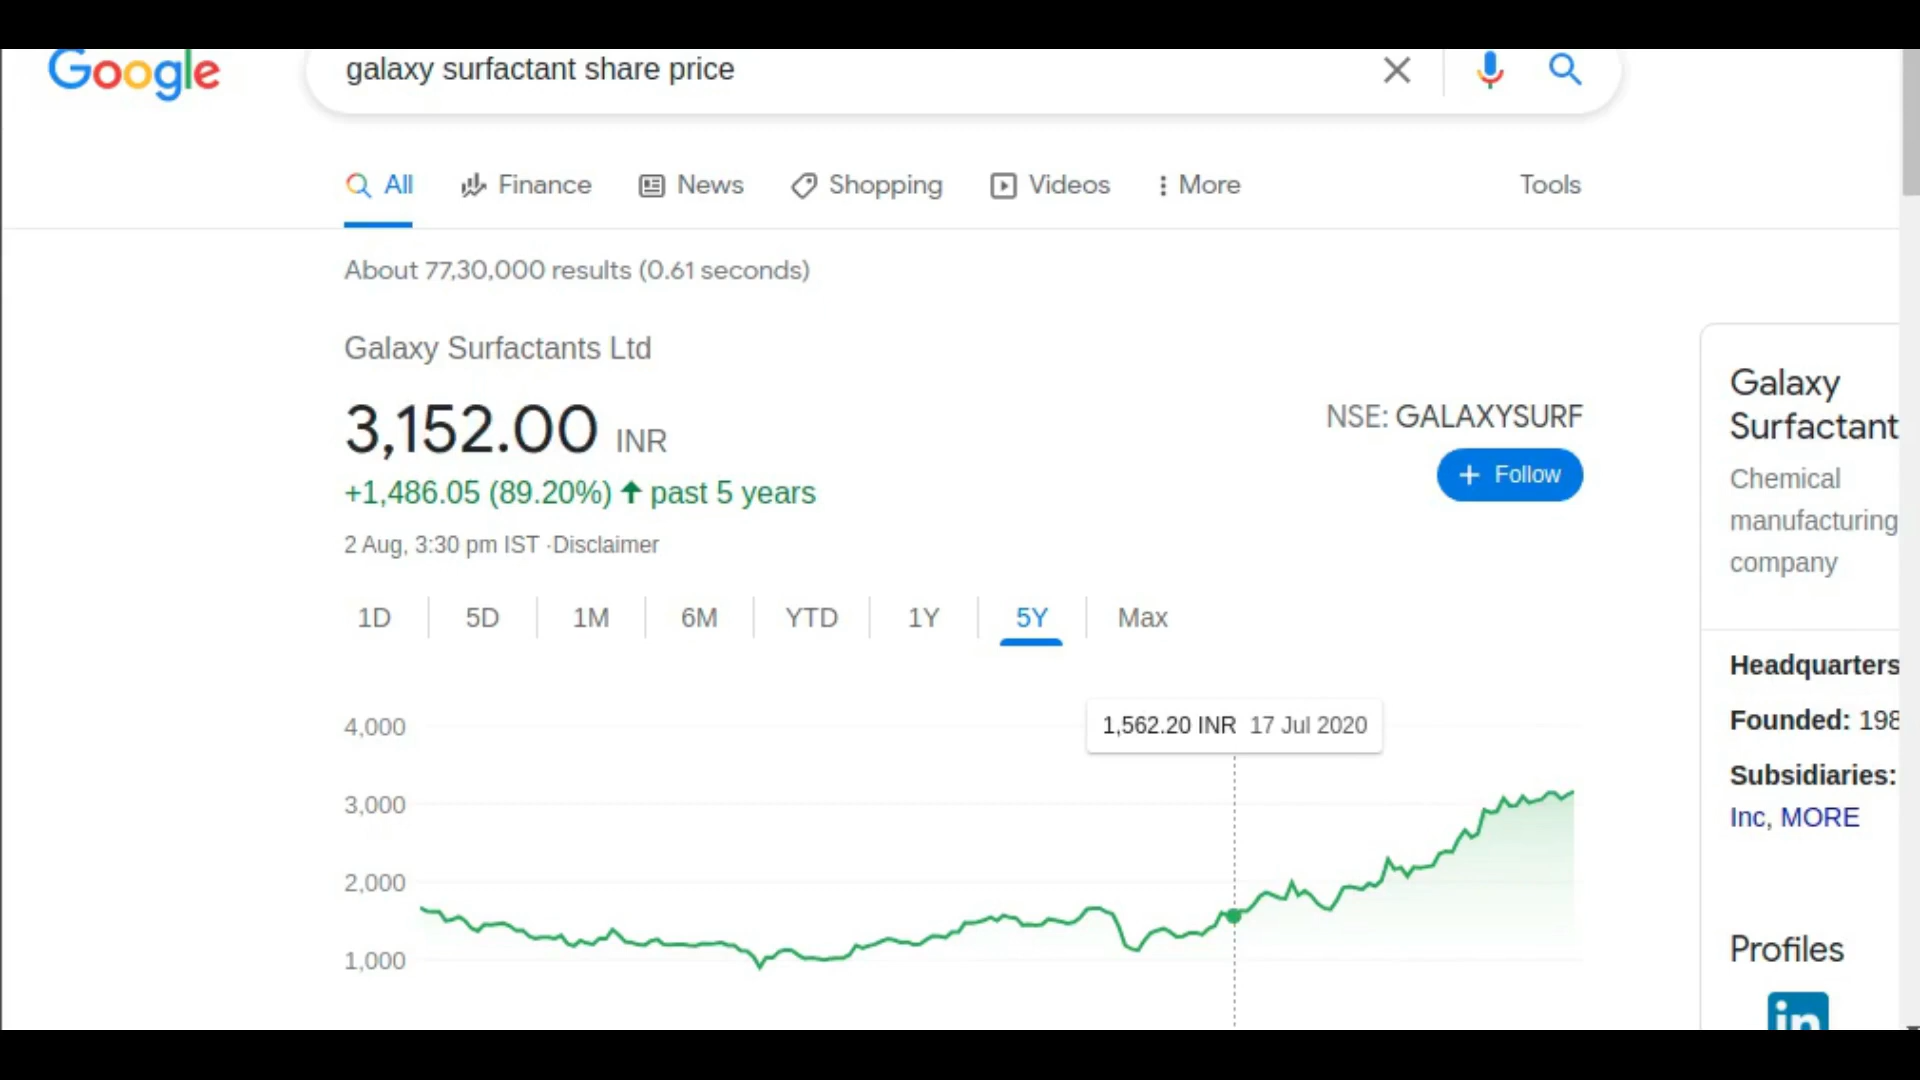 Google
galaxy surfactant share price
All Finance News Shopping Videos More Tools
About 77,30,000 results (0.61 seconds)
Galaxy Surfactants Ltd
3,152.00 INR
+1,486.05 (89.20%) past 5 years
2 Aug, 3:30 pm IST ·Disclaimer
NSE: GALAXYSURF
+ Follow
1D 5D 1M 6M YTD 1Y 5Y Max
1,562.20 INR 17 Jul 2020
4,000
3,000
2,000
1,000
Galaxy
Surfactant
Chemical
manufacturing
company
Headquarters
Founded: 198
Subsidiaries:
Inc, MORE
Profiles
in